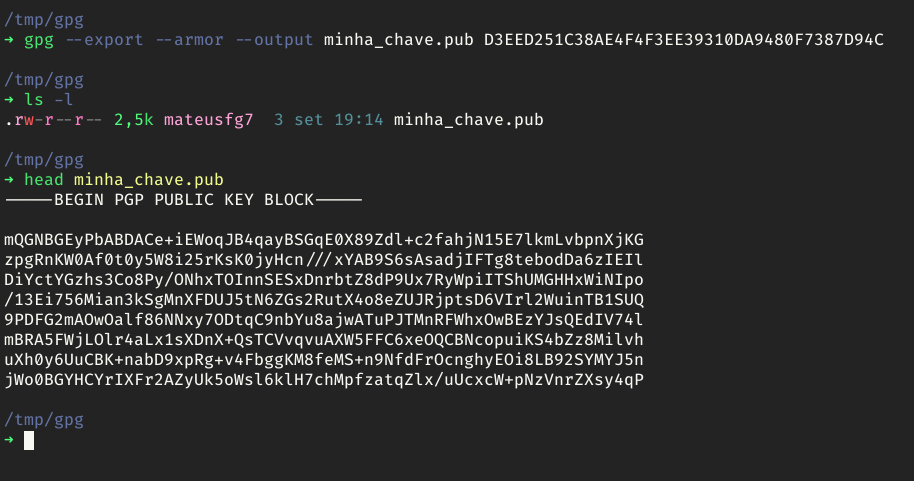 /tmp/gpg
→ gpg --export --armor --output minha_chave.pub D3EED251C38AE4F4F3EE39310DA9480F7387D94C
/tmp/gpg
→ ls -l
.rw-r--r-- 2,5k mateusfg7  3 set 19:14 minha_chave.pub
/tmp/gpg
→ head minha_chave.pub
-----BEGIN PGP PUBLIC KEY BLOCK-----
mQGNBGEyPbABDACe+iEWoqJB4qayBSGqE0X89Zdl+c2fahjN15E7lkmLvbpnXjKG
zpgRnKW0Af0t0y5W8i25rKsK0jyHcn///xYAB9S6sAsadjIFTg8tebodDa6zIEIl
DiYctYGzhs3Co8Py/ONhxTOInnSESxDnrbtZ8dP9Ux7RyWpiITShUMGHHxWiNIpo
/13Ei756Mian3kSgMnXFDUJ5tN6ZGs2RutX4o8eZUJRjptsD6VIrl2WuinTB1SUQ
9PDFG2mAOwOalf86NNxy7ODtqC9nbYu8ajwATuPJTMnRFWhxOwBEzYJsQEdIV74l
mBRA5FWjLOlr4aLx1sXDnX+QsTCVvqvuAXW5FFC6xeOQCBNcopuiKS4bZz8Milvh
uXh0y6UuCBK+nabD9xpRg+v4FbggKM8feMS+n9NfdFrOcnghyEOi8LB92SYMYJ5n
jWo0BGYHCYrIXFr2AZyUk5oWsl6klH7chMpfzatqZlx/uUcxcW+pNzVnrZXsy4qP
/tmp/gpg
→